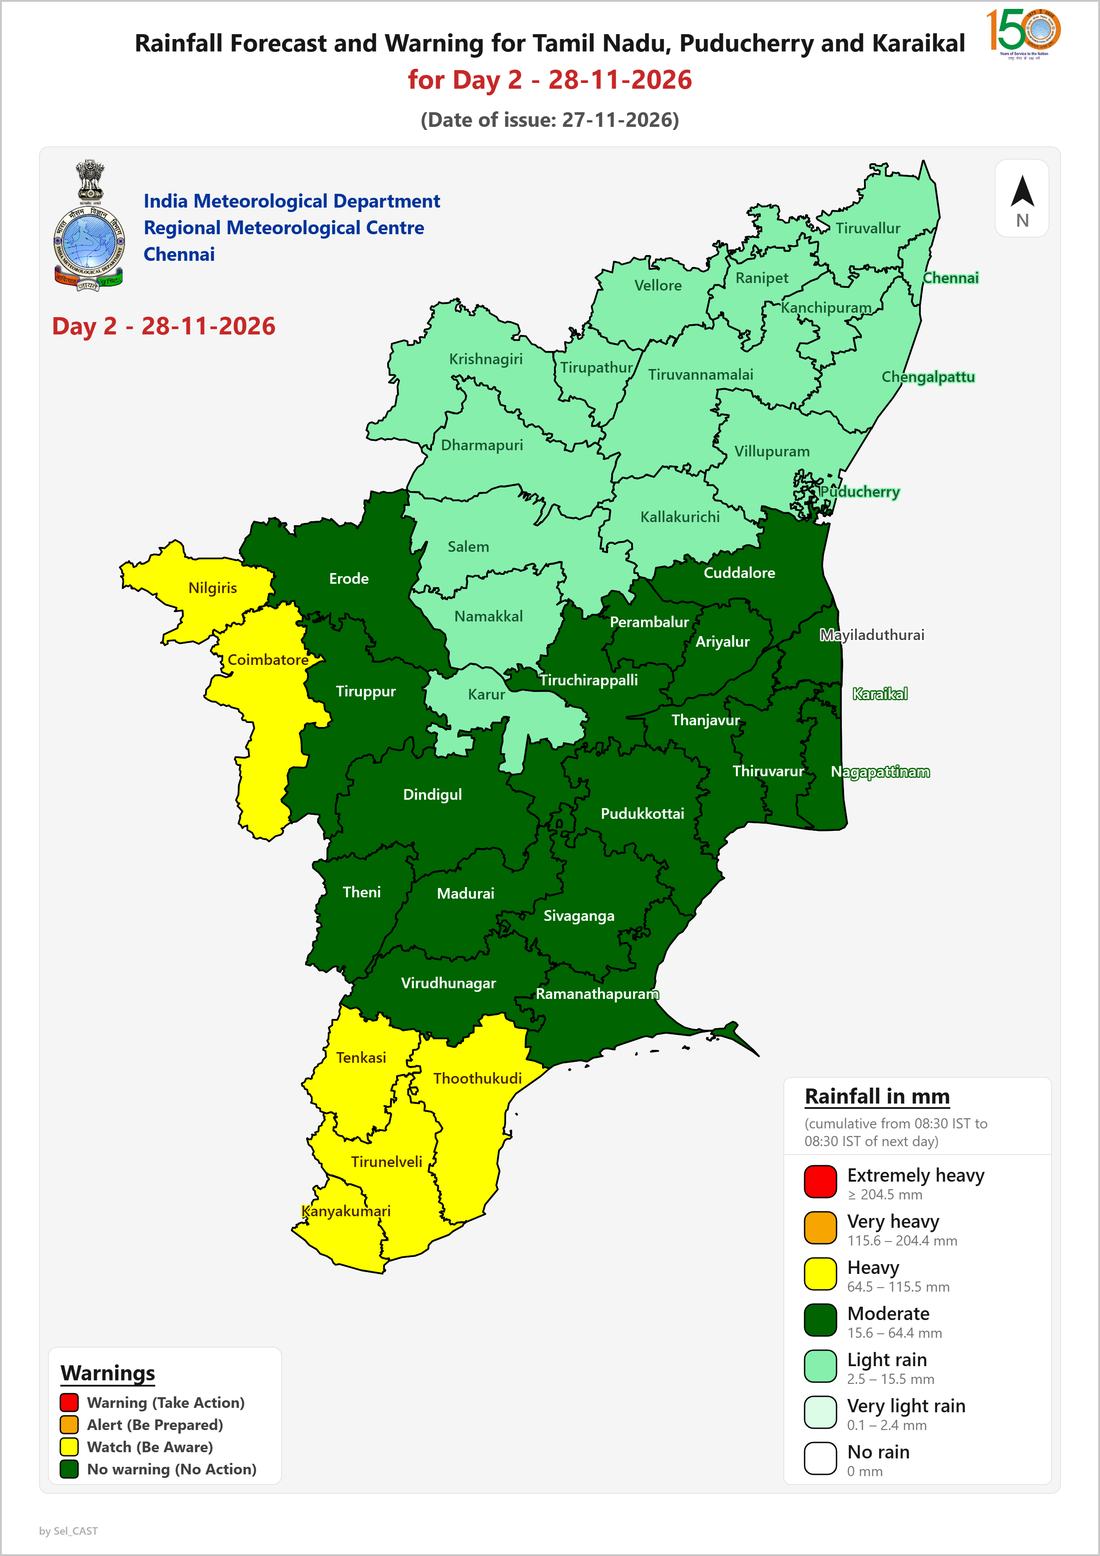 Rainfall Forecast and Warning for Tamil Nadu, Puducherry and Karaikal
for Day 2 - 28-11-2026
(Date of issue: 27-11-2026)
150
Years of Service to the Nation
India Meteorological Department
Regional Meteorological Centre
Chennai
Day 2 - 28-11-2026
N
Tiruvallur
Chennai
Ranipet
Vellore
Kanchipuram
Krishnagiri
Tirupathur
Tiruvannamalai
Chengalpattu
Dharmapuri
Villupuram
Puducherry
Kallakurichi
Salem
Cuddalore
Erode
Nilgiris
Namakkal
Perambalur
Ariyalur
Mayiladuthurai
Coimbatore
Tiruppur
Karur
Tiruchirappalli
Karaikal
Thanjavur
Thiruvarur
Nagapattinam
Dindigul
Pudukkottai
Theni
Madurai
Sivaganga
Virudhunagar
Ramanathapuram
Tenkasi
Thoothukudi
Tirunelveli
Kanyakumari
Rainfall in mm
(cumulative from 08:30 IST to
08:30 IST of next day)
Extremely heavy
≥ 204.5 mm
Very heavy
115.6 – 204.4 mm
Heavy
64.5 – 115.5 mm
Moderate
15.6 – 64.4 mm
Light rain
2.5 – 15.5 mm
Very light rain
0.1 – 2.4 mm
No rain
0 mm
Warnings
Warning (Take Action)
Alert (Be Prepared)
Watch (Be Aware)
No warning (No Action)
by Sel_CAST